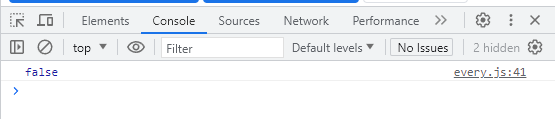 Elements Console Sources Network Performance
top Filter Default levels No Issues 2 hidden
false every.js:41